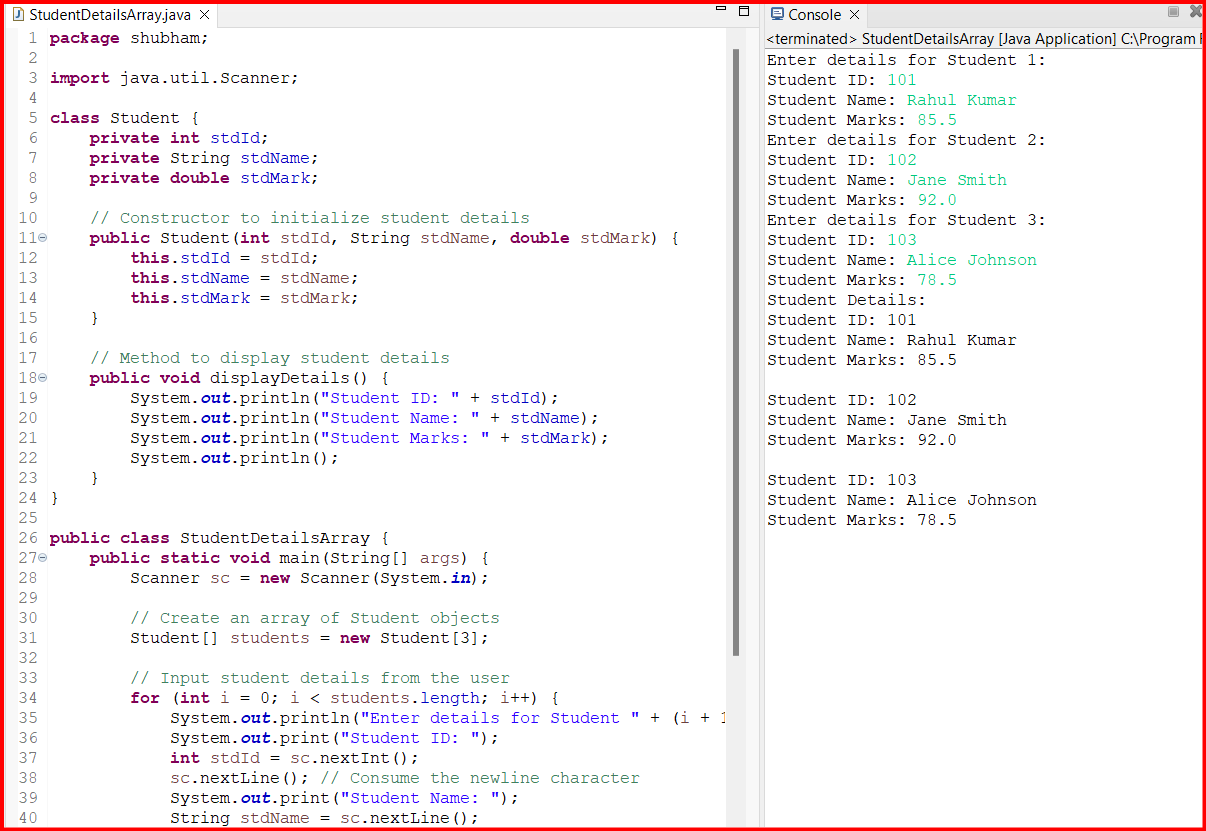 StudentDetailsArray.java
1 package shubham;
2
3 import java.util.Scanner;
4
5 class Student {
6     private int stdId;
7     private String stdName;
8     private double stdMark;
9
10     // Constructor to initialize student details
11     public Student(int stdId, String stdName, double stdMark) {
12         this.stdId = stdId;
13         this.stdName = stdName;
14         this.stdMark = stdMark;
15     }
16
17     // Method to display student details
18     public void displayDetails() {
19         System.out.println("Student ID: " + stdId);
20         System.out.println("Student Name: " + stdName);
21         System.out.println("Student Marks: " + stdMark);
22         System.out.println();
23     }
24 }
25
26 public class StudentDetailsArray {
27     public static void main(String[] args) {
28         Scanner sc = new Scanner(System.in);
29
30         // Create an array of Student objects
31         Student[] students = new Student[3];
32
33         // Input student details from the user
34         for (int i = 0; i < students.length; i++) {
35             System.out.println("Enter details for Student " + (i + 1
36             System.out.print("Student ID: ");
37             int stdId = sc.nextInt();
38             sc.nextLine(); // Consume the newline character
39             System.out.print("Student Name: ");
40             String stdName = sc.nextLine();
Console
<terminated> StudentDetailsArray [Java Application] C:\Program
Enter details for Student 1:
Student ID: 101
Student Name: Rahul Kumar
Student Marks: 85.5
Enter details for Student 2:
Student ID: 102
Student Name: Jane Smith
Student Marks: 92.0
Enter details for Student 3:
Student ID: 103
Student Name: Alice Johnson
Student Marks: 78.5
Student Details:
Student ID: 101
Student Name: Rahul Kumar
Student Marks: 85.5

Student ID: 102
Student Name: Jane Smith
Student Marks: 92.0

Student ID: 103
Student Name: Alice Johnson
Student Marks: 78.5